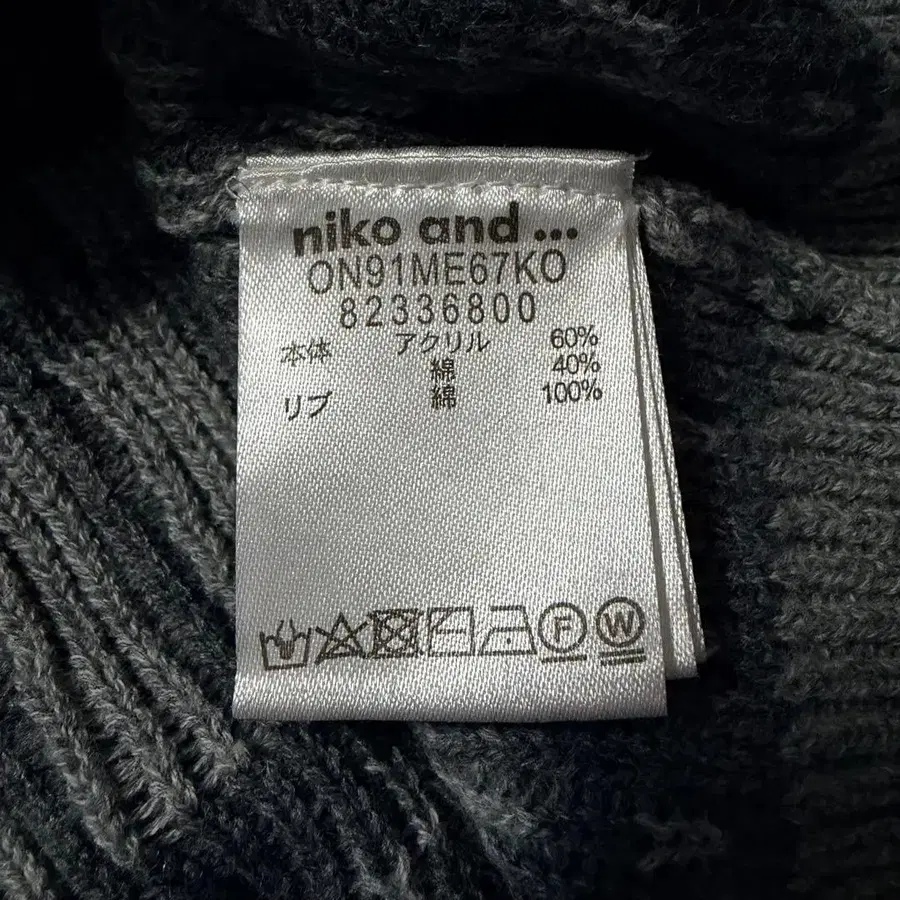 niko and ...
ON91ME67KO
82336800
本体 アクリル 60%
綿 40%
リブ 綿 100%
F W